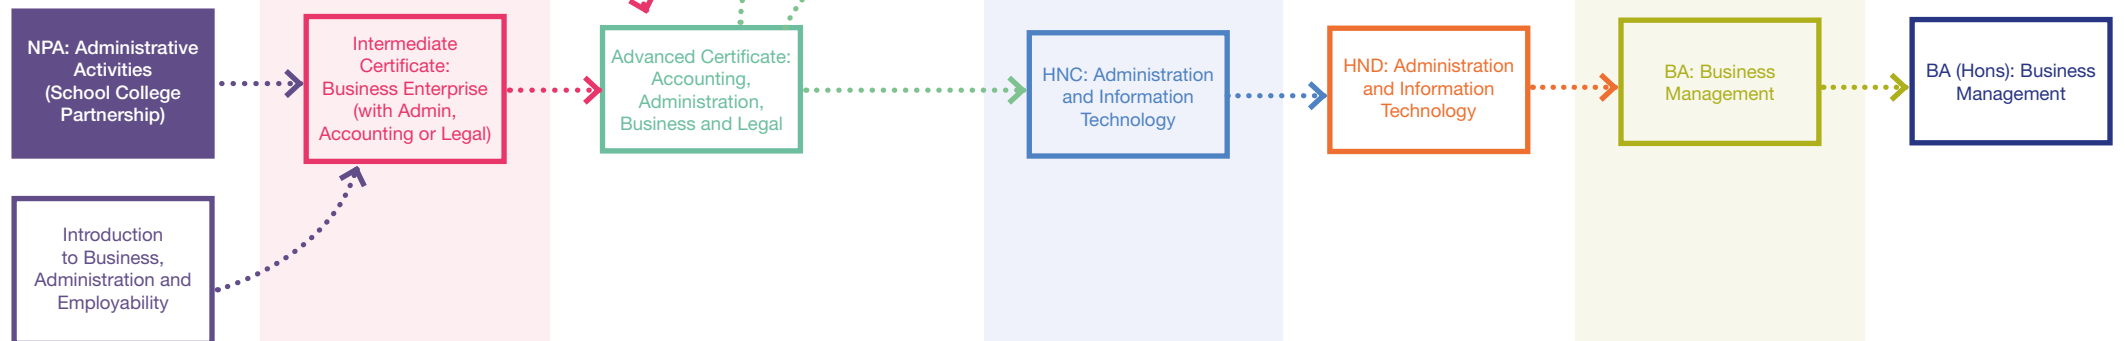 NPA: Administrative
Activities
(School College
Partnership)
Intermediate
Certificate:
Business Enterprise
(with Admin,
Accounting or Legal)
Advanced Certificate:
Accounting,
Administration,
Business and Legal
HNC: Administration
and Information
Technology
HND: Administration
and Information
Technology
BA: Business
Management
BA (Hons): Business
Management
Introduction
to Business,
Administration and
Employability